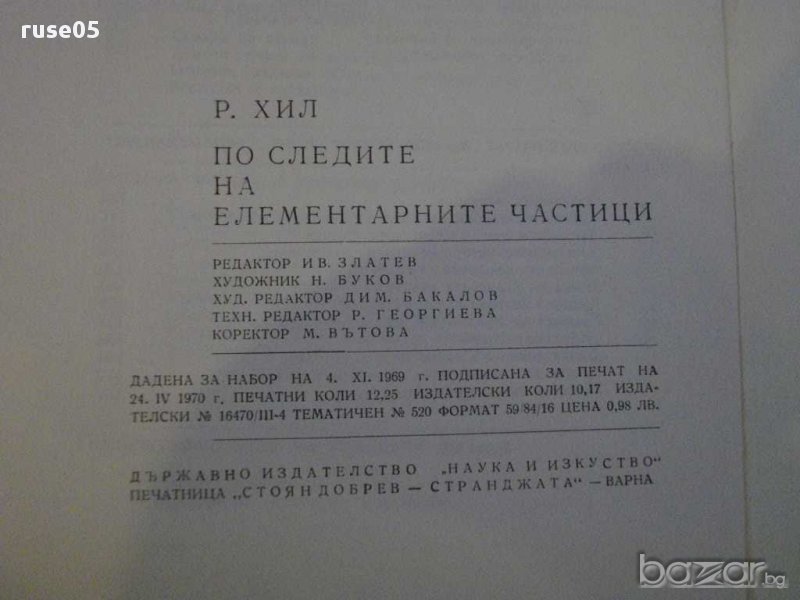 ruse05
Р. ХИЛ
ПО СЛЕДИТЕ
НА
ЕЛЕМЕНТАРНИТЕ ЧАСТИЦИ
РЕДАКТОР ИВ. ЗЛАТЕВ
ХУДОЖНИК Н. БУКОВ
ХУД. РЕДАКТОР ДИМ. БАКАЛОВ
ТЕХН. РЕДАКТОР Р. ГЕОРГИЕВА
КОРЕКТОР М. ВЪТОВА
ДАДЕНА ЗА НАБОР НА 4. XI. 1969 г. ПОДПИСАНА ЗА ПЕЧАТ НА
24. IV 1970 г. ПЕЧАТНИ КОЛИ 12,25 ИЗДАТЕЛСКИ КОЛИ 10,17 ИЗДА-
ТЕЛСКИ № 16470/III-4 ТЕМАТИЧЕН № 520 ФОРМАТ 59/84/16 ЦЕНА 0,98 ЛВ.
ДЪРЖАВНО ИЗДАТЕЛСТВО „НАУКА И ИЗКУСТВО"
ПЕЧАТНИЦА „СТОЯН ДОБРЕВ — СТРАНДЖАТА" — ВАРНА
bazar.bg